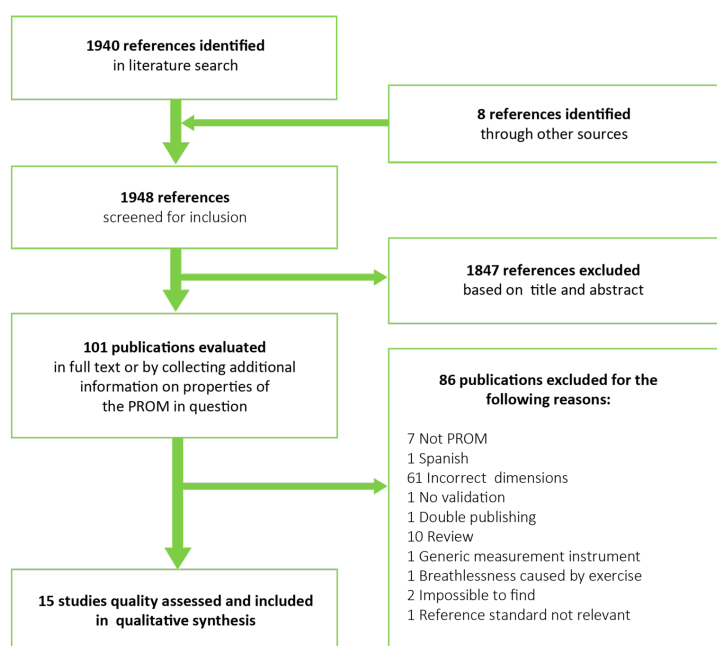 1940 references identified
in literature search
8 references identified
through other sources
1948 references
screened for inclusion
1847 references excluded
based on title and abstract
101 publications evaluated
in full text or by collecting additional
information on properties of
the PROM in question
86 publications excluded for the
following reasons:
7 Not PROM
1 Spanish
61 Incorrect dimensions
1 No validation
1 Double publishing
10 Review
1 Generic measurement instrument
1 Breathlessness caused by exercise
2 Impossible to find
1 Reference standard not relevant
15 studies quality assessed and included
in qualitative synthesis